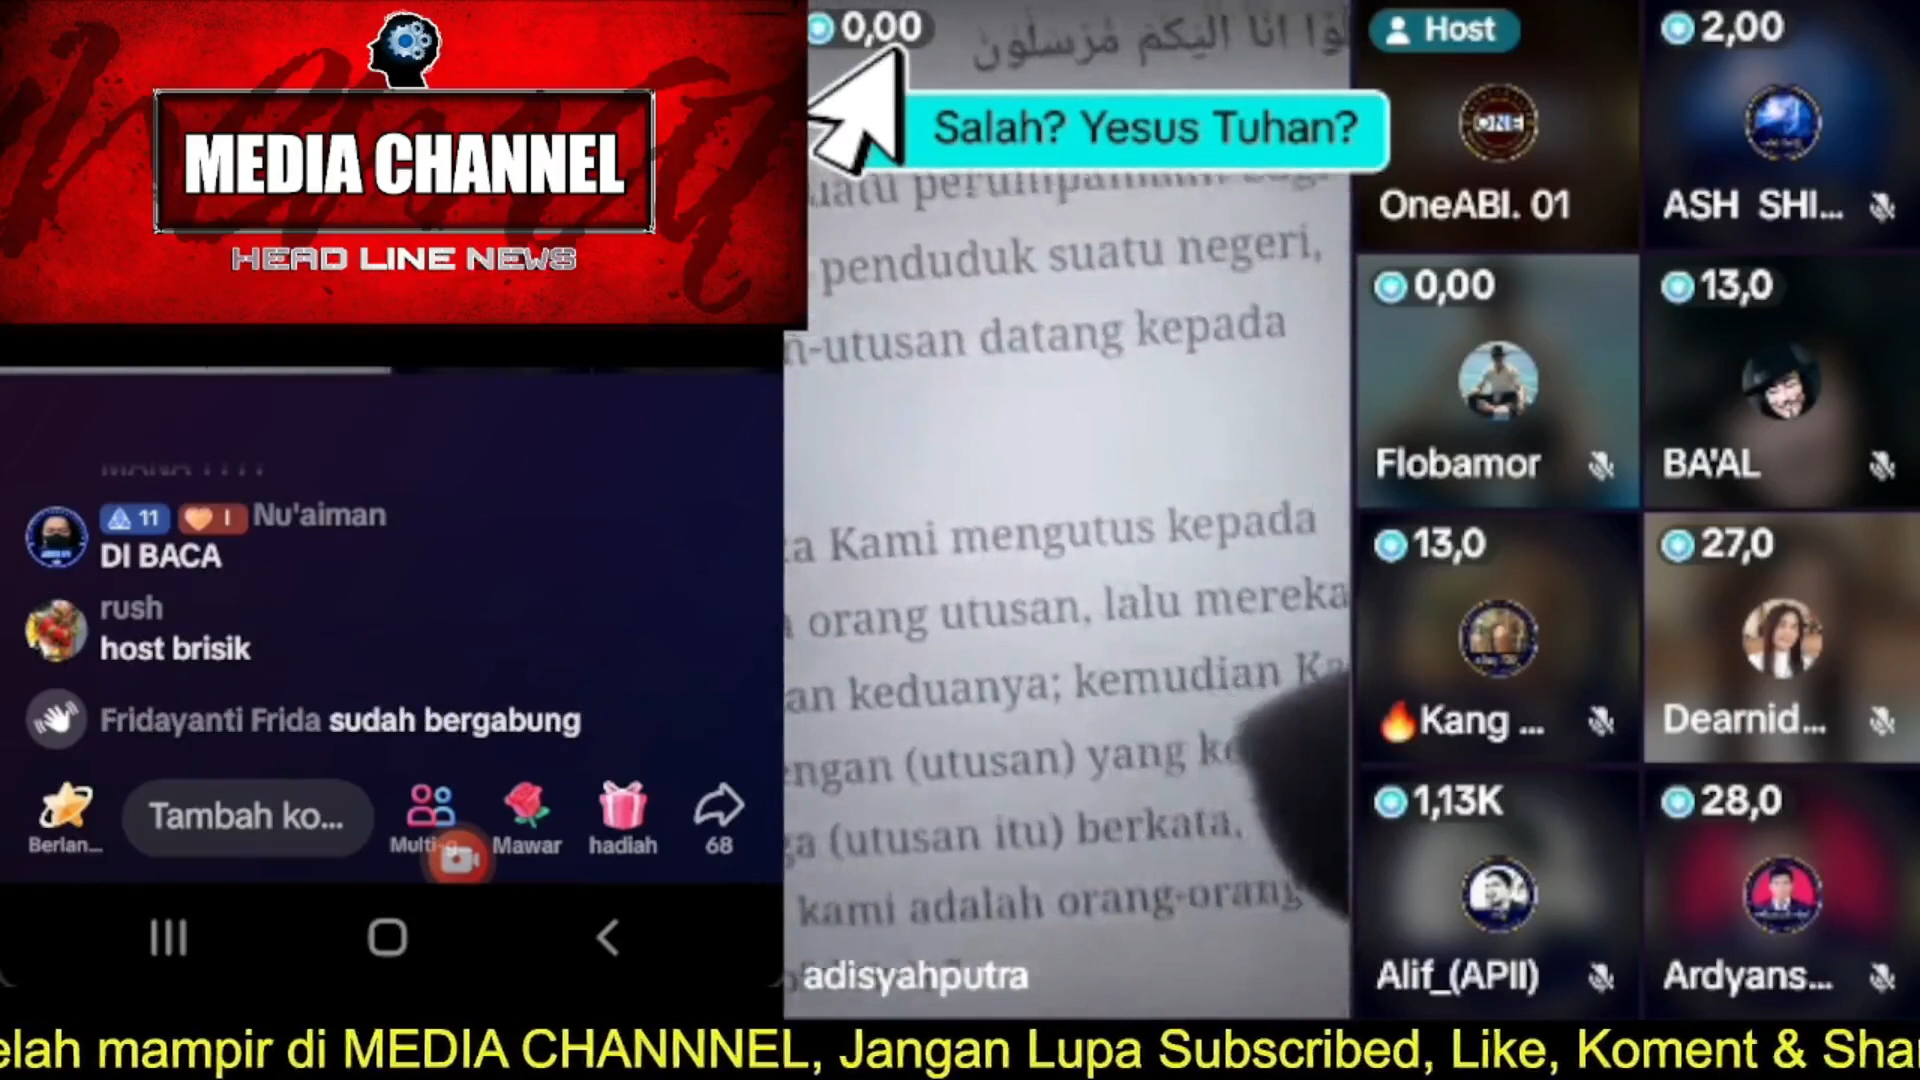 MEDIA CHANNEL
HEAD LINE NEWS
11 I Nu'aiman
DI BACA
rush
host brisik
Fridayanti Frida sudah bergabung
Berlan...
Tambah ko...
Multi-g...
Mawar
hadiah
68
0,00
اِنَّآ اِلَيْكُمْ مُّرْسَلُوْنَ
Salah? Yesus Tuhan?
penduduk suatu negeri,
-utusan datang kepada
Kami mengutus kepada
orang utusan, lalu mereka
keduanya; kemudian
(utusan) yang
(utusan itu) berkata,
kami adalah orang-orang
adisyahputra
Host
OneABI. 01
2,00
ASH SHI...
0,00
Flobamor
13,0
BA'AL
13,0
Kang ...
27,0
Dearnid...
1,13K
Alif_(APII)
28,0
Ardyans...
elah mampir di MEDIA CHANNNEL, Jangan Lupa Subscribed, Like, Koment & Shar